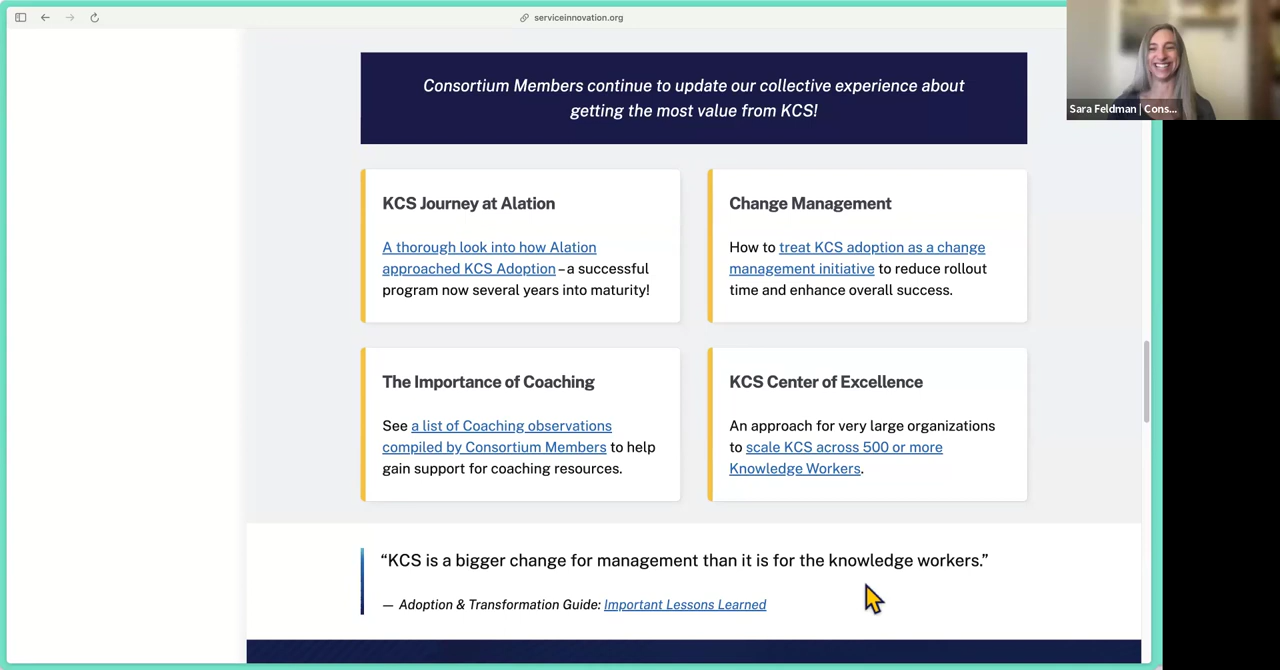 serviceinnovation.org
Sara Feldman | Cons...
Consortium Members continue to update our collective experience about
getting the most value from KCS!
KCS Journey at Alation
A thorough look into how Alation
approached KCS Adoption – a successful
program now several years into maturity!
Change Management
How to treat KCS adoption as a change
management initiative to reduce rollout
time and enhance overall success.
The Importance of Coaching
See a list of Coaching observations
compiled by Consortium Members to help
gain support for coaching resources.
KCS Center of Excellence
An approach for very large organizations
to scale KCS across 500 or more
Knowledge Workers.
“KCS is a bigger change for management than it is for the knowledge workers.”
— Adoption & Transformation Guide: Important Lessons Learned